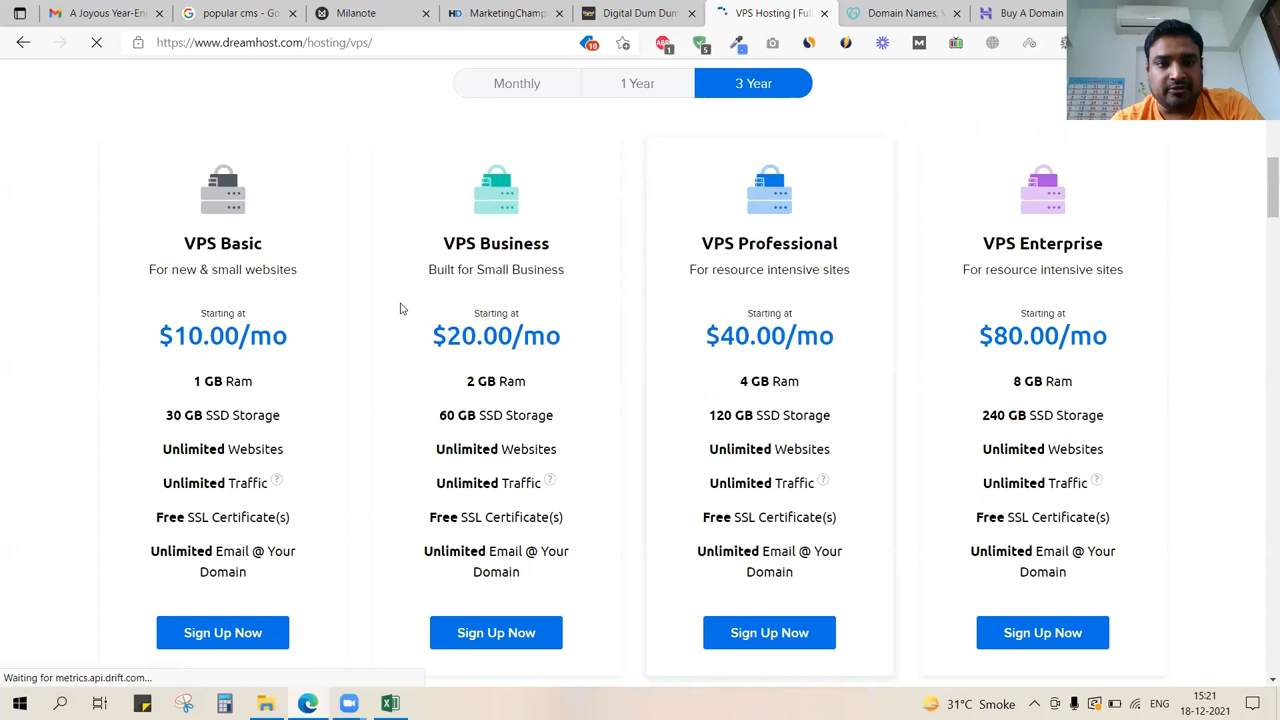 A Joyous Year-En
popular cms - Go
Milanote
MarketingChamp
Digital Dum Dum
VPS Hosting | Full
Domain Names, V
Buy A Domain
https://www.dreamhost.com/hosting/vps/
10
1
5
Monthly
1 Year
3 Year
VPS Basic
For new & small websites
Starting at
$10.00/mo
1 GB Ram
30 GB SSD Storage
Unlimited Websites
Unlimited Traffic ?
Free SSL Certificate(s)
Unlimited Email @ Your
Domain
Sign Up Now
VPS Business
Built for Small Business
Starting at
$20.00/mo
2 GB Ram
60 GB SSD Storage
Unlimited Websites
Unlimited Traffic ?
Free SSL Certificate(s)
Unlimited Email @ Your
Domain
Sign Up Now
VPS Professional
For resource intensive sites
Starting at
$40.00/mo
4 GB Ram
120 GB SSD Storage
Unlimited Websites
Unlimited Traffic ?
Free SSL Certificate(s)
Unlimited Email @ Your
Domain
Sign Up Now
VPS Enterprise
For resource intensive sites
Starting at
$80.00/mo
8 GB Ram
240 GB SSD Storage
Unlimited Websites
Unlimited Traffic ?
Free SSL Certificate(s)
Unlimited Email @ Your
Domain
Sign Up Now
Waiting for metrics.api.drift.com...
31°C Smoke
ENG
15:21
18-12-2021